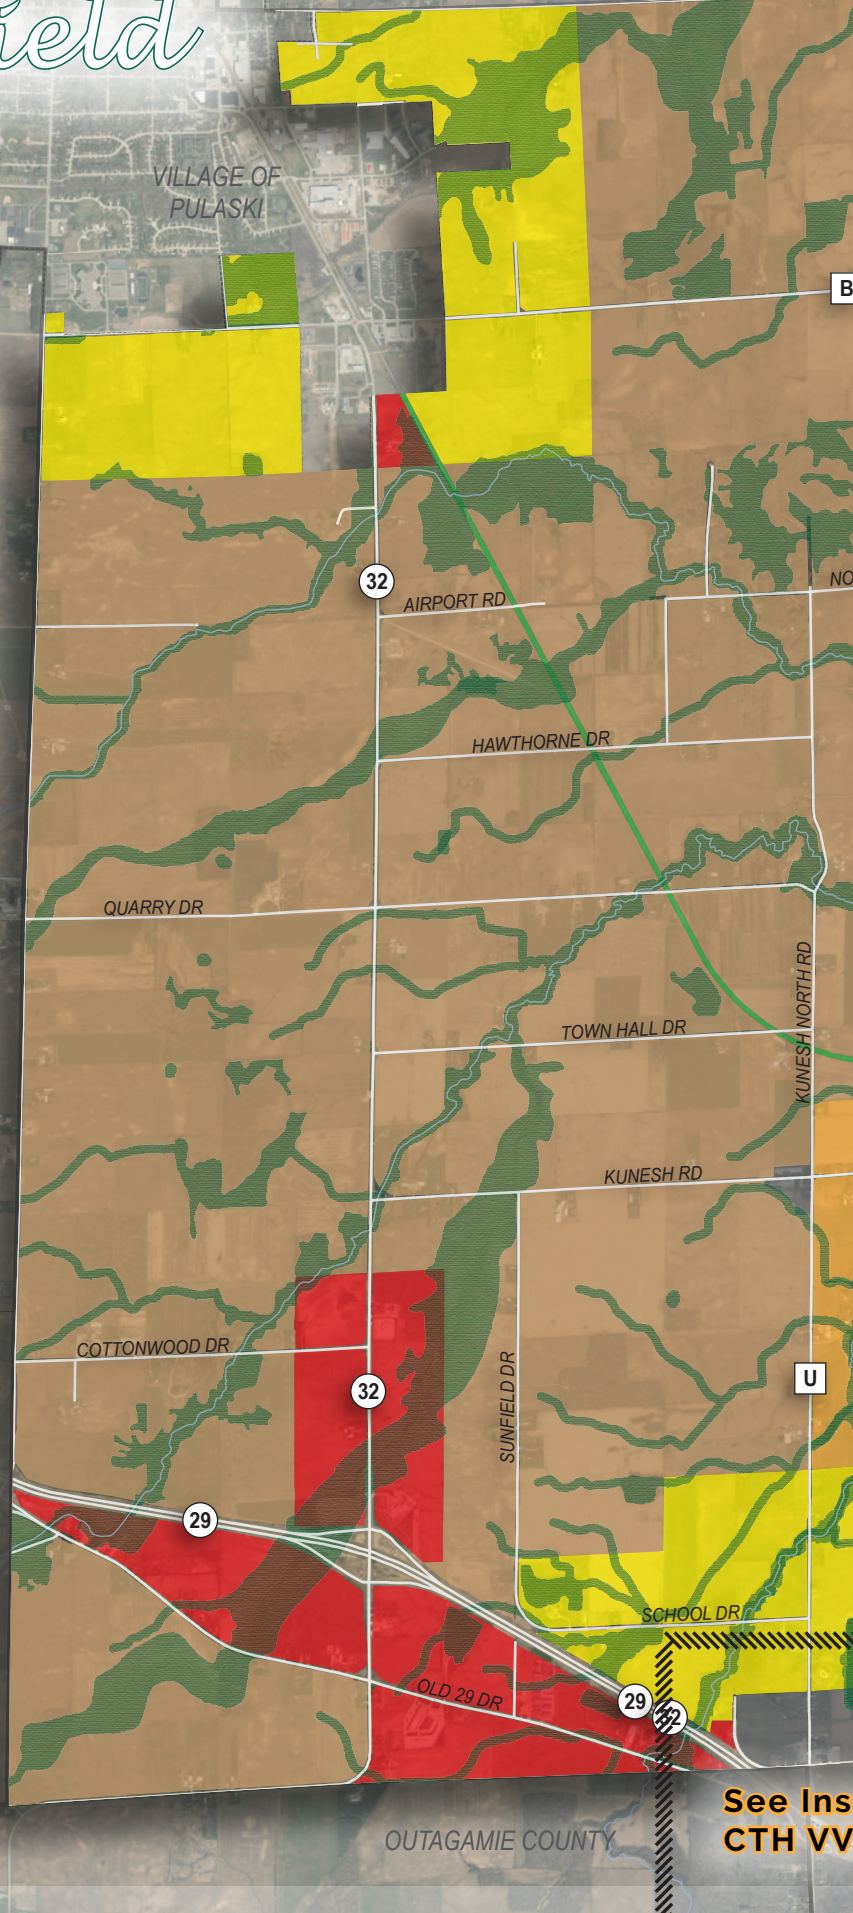 ield
VILLAGE OF
PULASKI
B
32
AIRPORT RD
NO
HAWTHORNE DR
QUARRY DR
KUNESH NORTH RD
TOWN HALL DR
KUNESH RD
COTTONWOOD DR
SUNFIELD DR
U
32
29
SCHOOL DR
OLD 29 DR
29
See Ins
CTH VV
OUTAGAMIE COUNTY